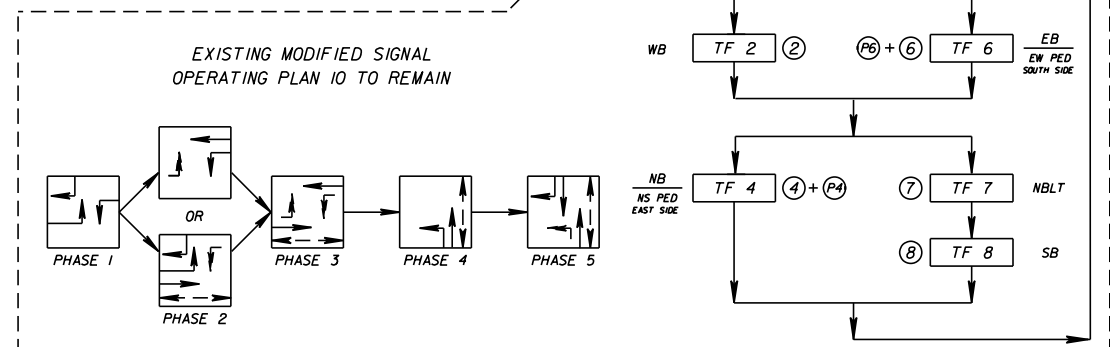 EXISTING MODIFIED SIGNAL
OPERATING PLAN 10 TO REMAIN
OR
PHASE 1
PHASE 2
PHASE 3
PHASE 4
PHASE 5
WB
TF 2
2
P6 + 6
TF 6
EB
EW PED
SOUTH SIDE
NB
NS PED
EAST SIDE
TF 4
4 + P4
7
TF 7
NBLT
8
TF 8
SB